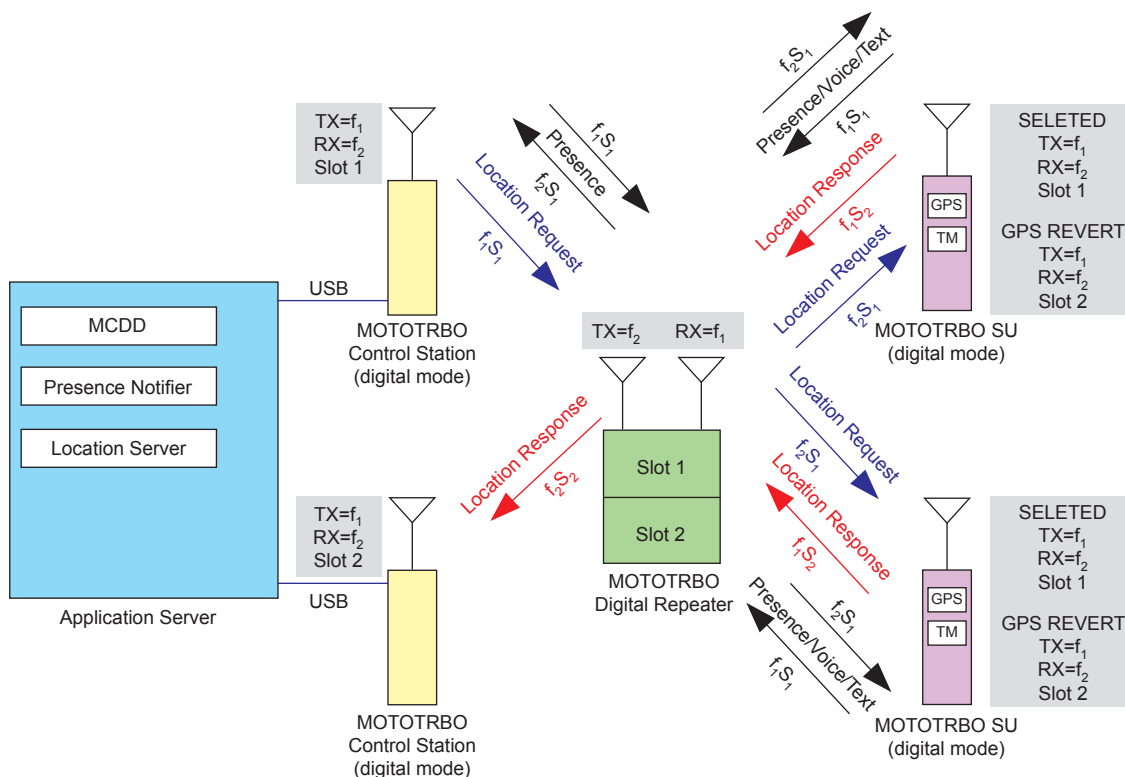 f₂S₁
Presence/Voice/Text
f₁S₁
TX=f₁
RX=f₂
Slot 1
f₁S₁
Presence
f₂S₁
Location Request
f₁S₁
Location Response
f₁S₂
Location Request
f₂S₁
GPS
TM
SELETED
TX=f₁
RX=f₂
Slot 1
GPS REVERT
TX=f₁
RX=f₂
Slot 2
MOTOTRBO SU
(digital mode)
USB
MCDD
Presence Notifier
Location Server
Application Server
MOTOTRBO
Control Station
(digital mode)
TX=f₂
RX=f₁
Slot 1
Slot 2
MOTOTRBO
Digital Repeater
Location Response
f₂S₂
TX=f₁
RX=f₂
Slot 2
USB
MOTOTRBO
Control Station
(digital mode)
Location Request
f₂S₁
Location Response
f₁S₂
f₂S₁
Presence/Voice/Text
f₁S₁
GPS
TM
SELETED
TX=f₁
RX=f₂
Slot 1
GPS REVERT
TX=f₁
RX=f₂
Slot 2
MOTOTRBO SU
(digital mode)